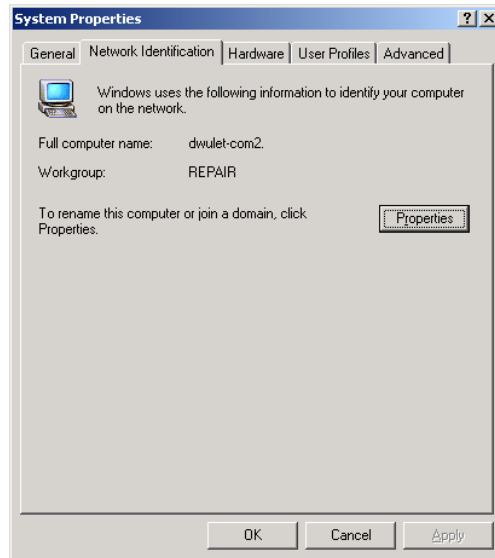 System Properties
? X
General Network Identification Hardware User Profiles Advanced
Windows uses the following information to identify your computer
on the network.
Full computer name: dwulet-com2.
Workgroup: REPAIR
To rename this computer or join a domain, click
Properties.
Properties
OK Cancel Apply